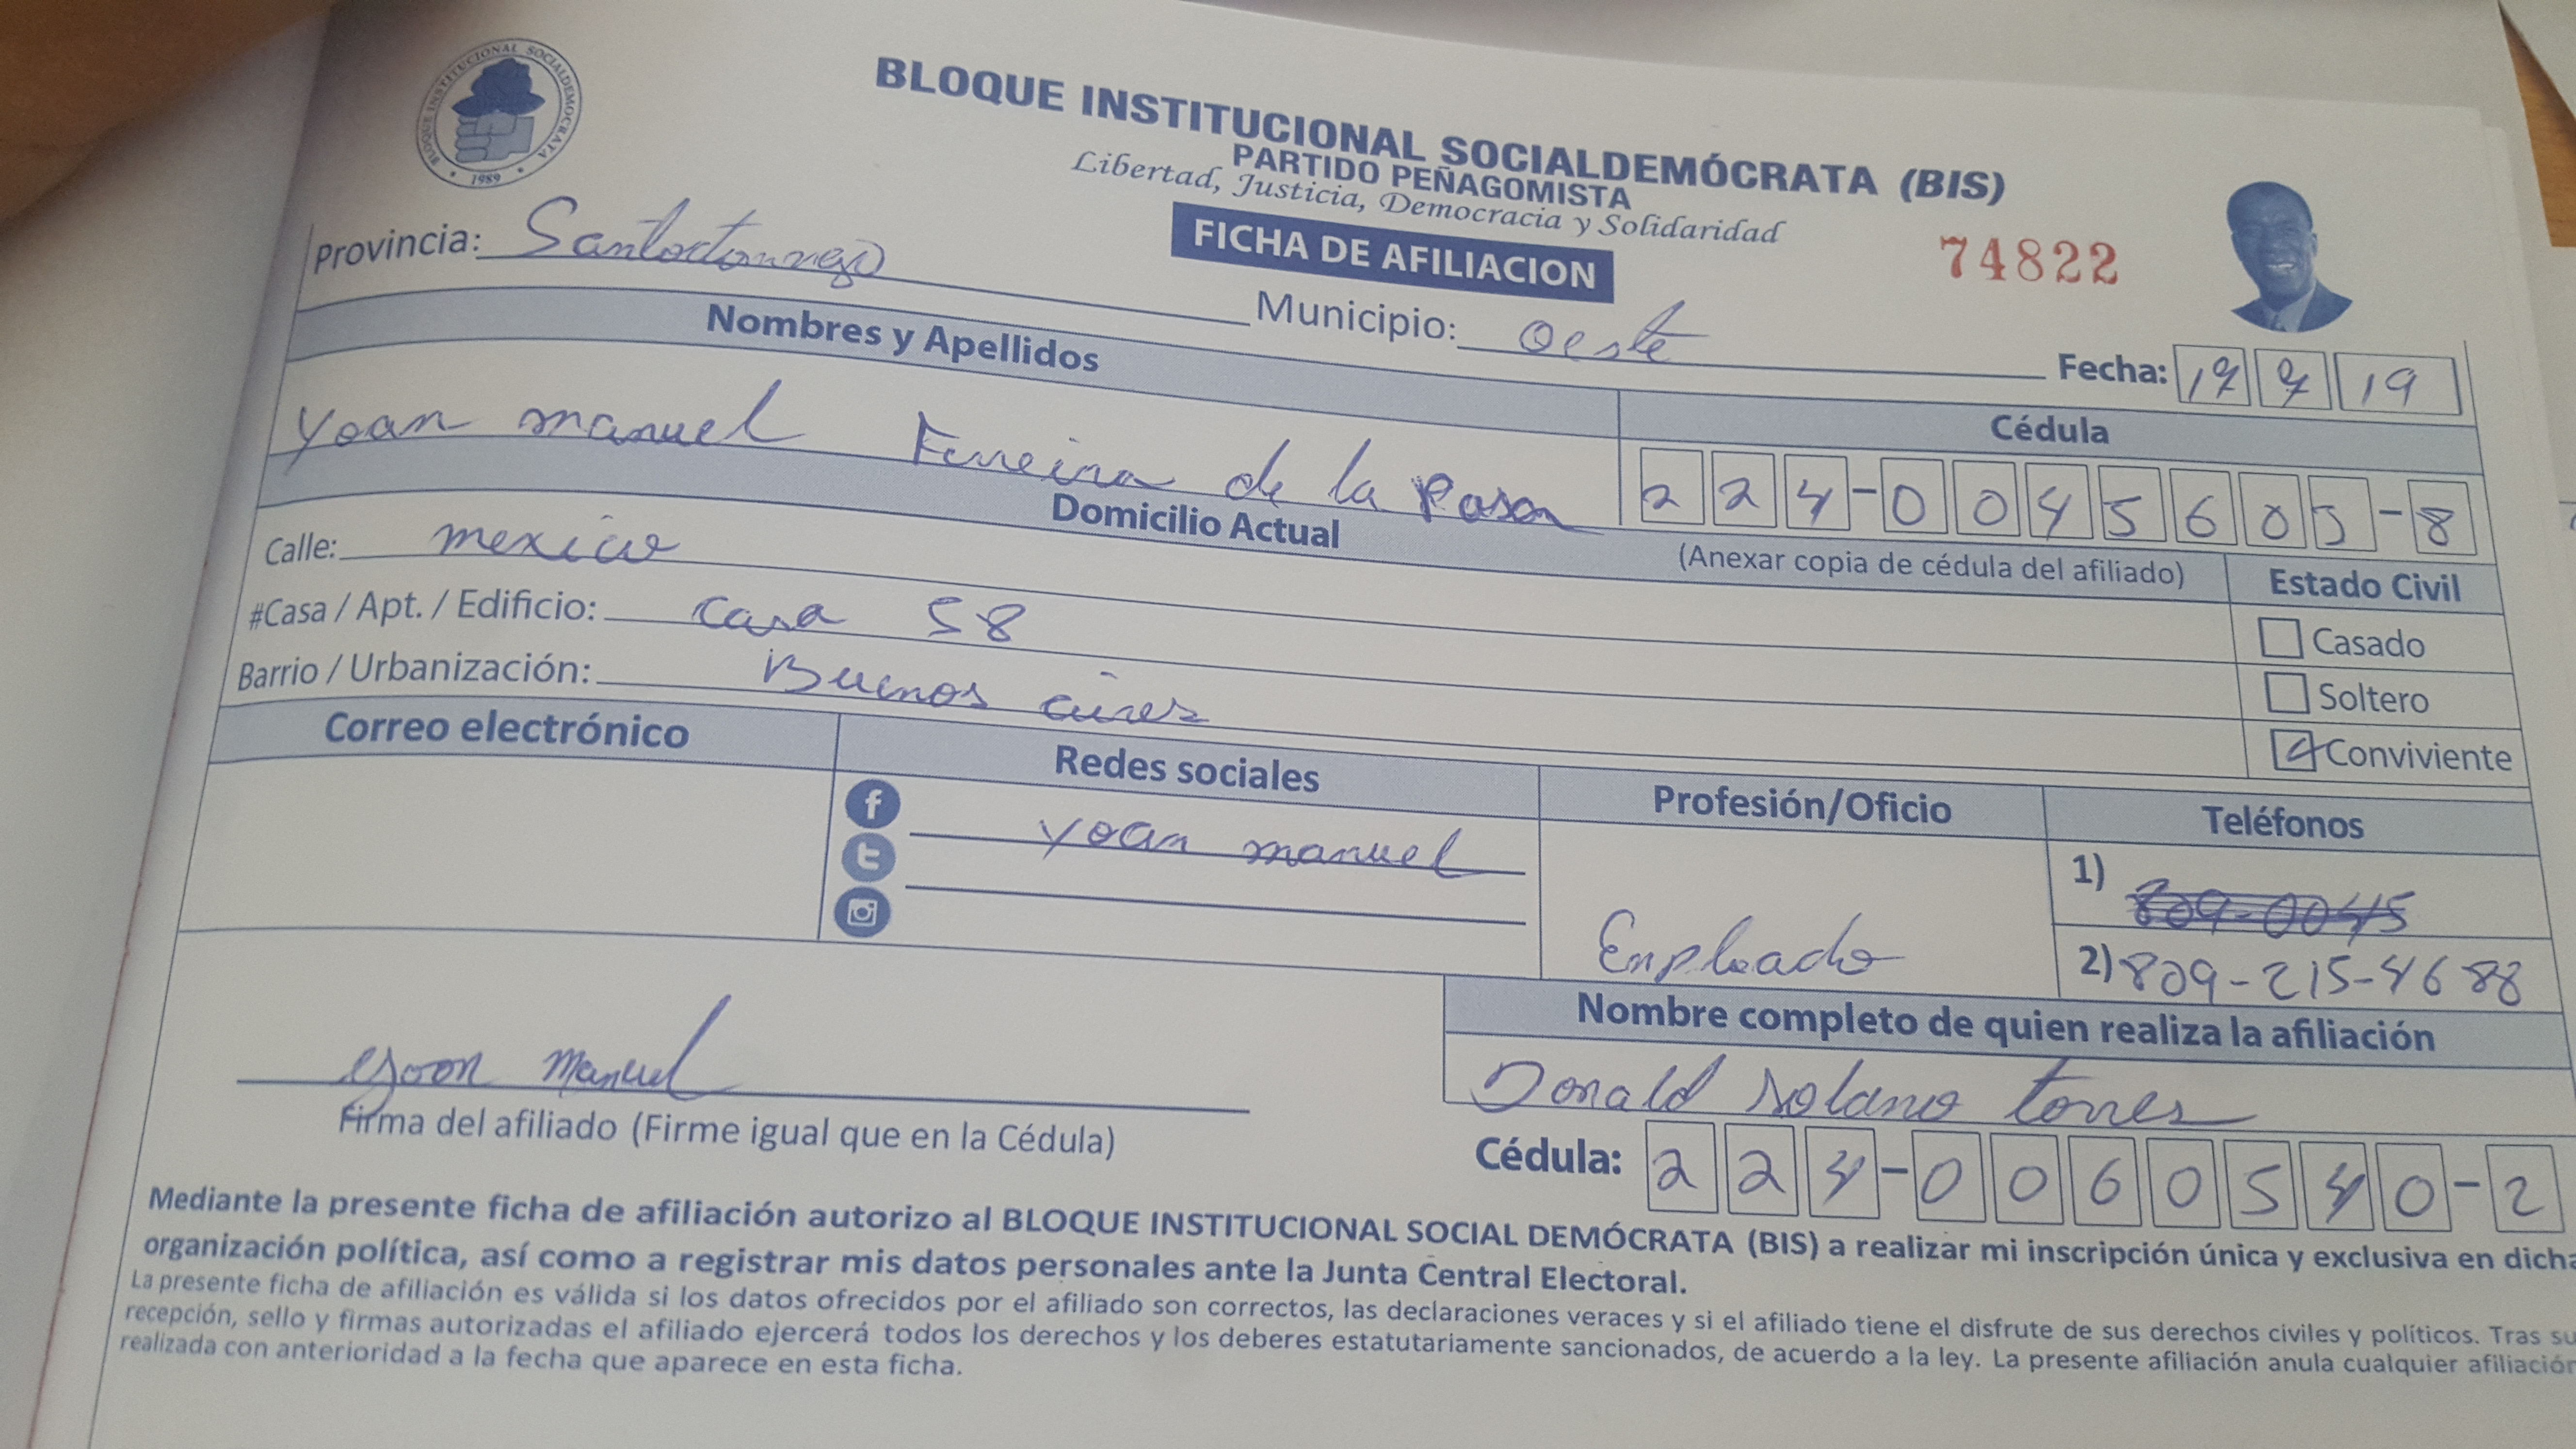 BLOQUE INSTITUCIONAL SOCIALDEMOCRATA
1989
BLOQUE INSTITUCIONAL SOCIALDEMÓCRATA (BIS)
PARTIDO PEÑAGOMISTA
Libertad, Justicia, Democracia y Solidaridad
FICHA DE AFILIACION
74822
Provincia: Santodomingo Municipio: oeste
Fecha: 17 7 19
Nombres y Apellidos
Cédula
Yoan manuel Ferreira de la Rosa
224-0045605-8
Domicilio Actual
(Anexar copia de cédula del afiliado)
Estado Civil
Calle: mexico
#Casa / Apt. / Edificio: casa 58
Casado
Barrio / Urbanización: Buenos aires
Soltero
Conviviente
Correo electrónico
Redes sociales
Profesión/Oficio
Teléfonos
yoan manuel
Enpleado
1) 809-0045
2) 809-215-4688
Nombre completo de quien realiza la afiliación
Donald solano torres
yoan Manuel
Firma del afiliado (Firme igual que en la Cédula)
Cédula: 224-0060540-2
Mediante la presente ficha de afiliación autorizo al BLOQUE INSTITUCIONAL SOCIAL DEMÓCRATA (BIS) a realizar mi inscripción única y exclusiva en dicha
organización política, así como a registrar mis datos personales ante la Junta Central Electoral.
La presente ficha de afiliación es válida si los datos ofrecidos por el afiliado son correctos, las declaraciones veraces y si el afiliado tiene el disfrute de sus derechos civiles y políticos. Tras su
recepción, sello y firmas autorizadas el afiliado ejercerá todos los derechos y los deberes estatutariamente sancionados, de acuerdo a la ley. La presente afiliación anula cualquier afiliación
realizada con anterioridad a la fecha que aparece en esta ficha.